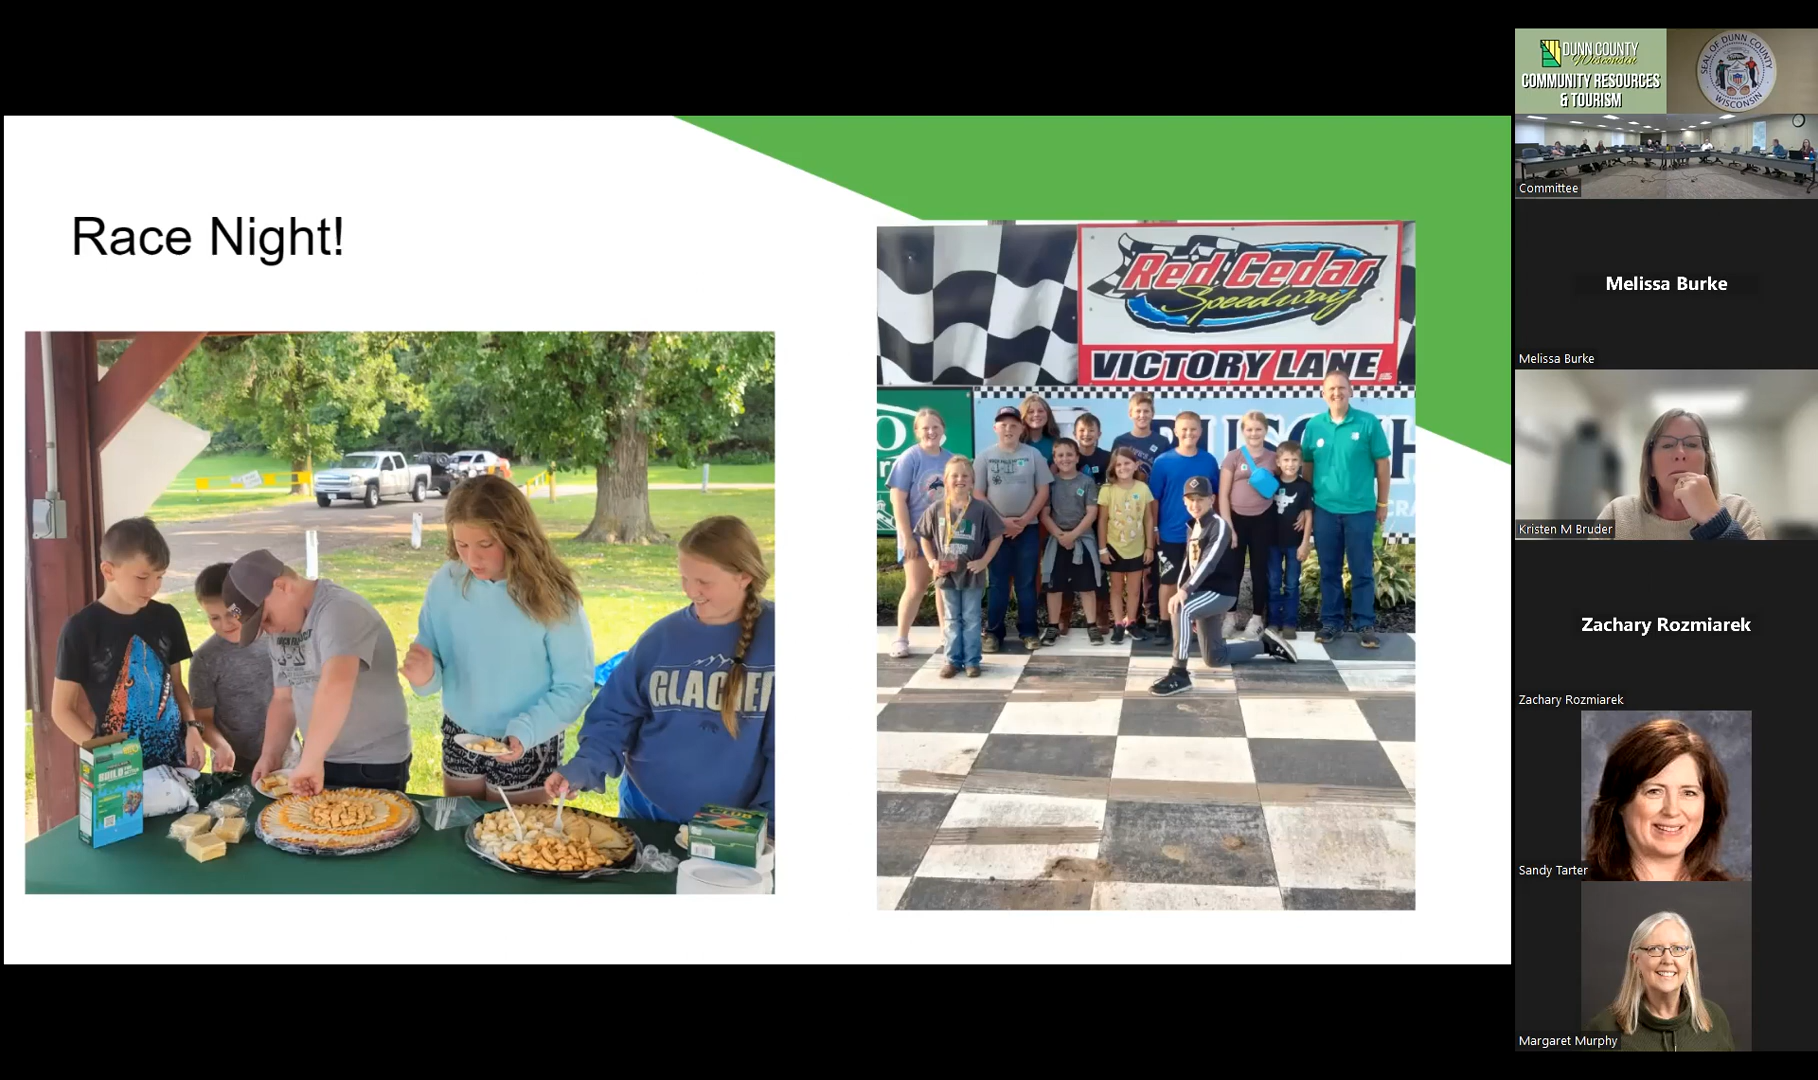 Race Night!
GLACIER
Red Cedar
Speedway
VICTORY LANE
DUNN COUNTY
Wisconsin
COMMUNITY RESOURCES
& TOURISM
SEAL OF DUNN COUNTY
WISCONSIN
Committee
Melissa Burke
Melissa Burke
Kristen M Bruder
Zachary Rozmiarek
Zachary Rozmiarek
Sandy Tarter
Margaret Murphy